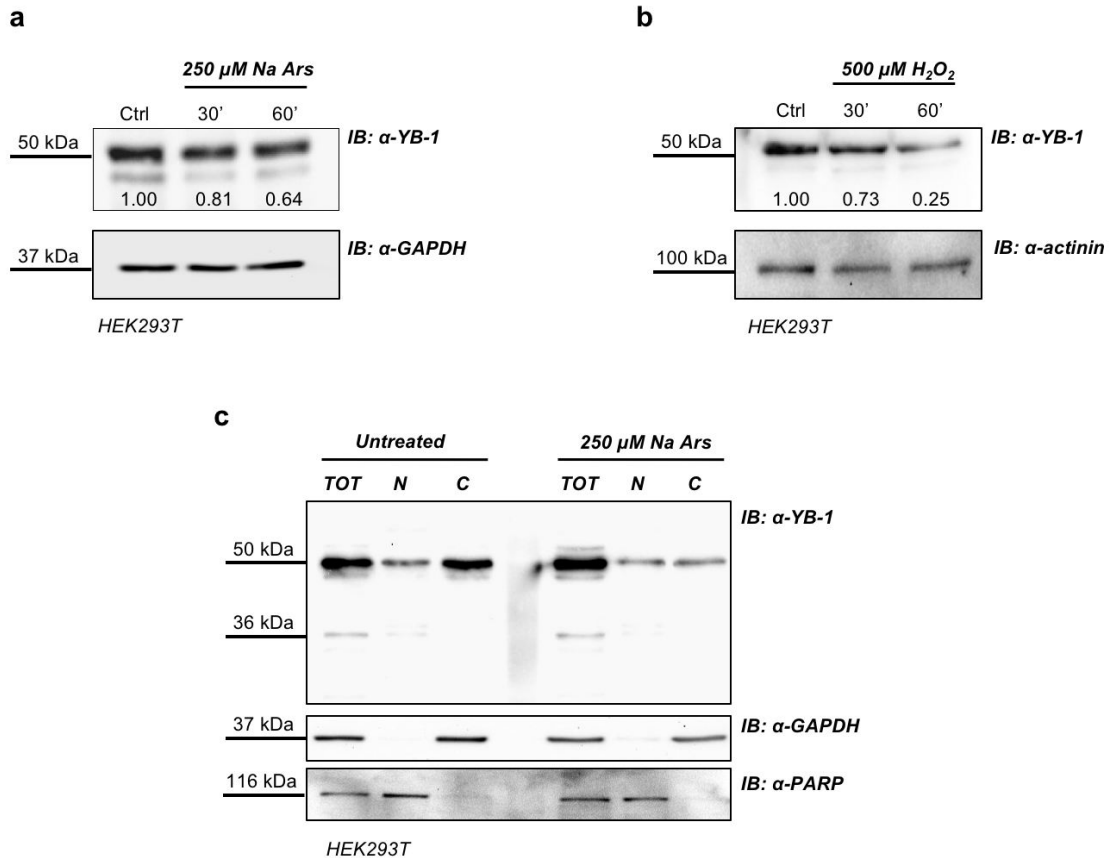 a
250 µM Na Ars
Ctrl 30’ 60’
50 kDa
IB: α-YB-1
1.00 0.81 0.64
37 kDa
IB: α-GAPDH
HEK293T
b
500 µM H₂O₂
Ctrl 30’ 60’
50 kDa
IB: α-YB-1
1.00 0.73 0.25
100 kDa
IB: α-actinin
HEK293T
c
Untreated 250 µM Na Ars
TOT N C TOT N C
IB: α-YB-1
50 kDa
36 kDa
37 kDa
IB: α-GAPDH
116 kDa
IB: α-PARP
HEK293T